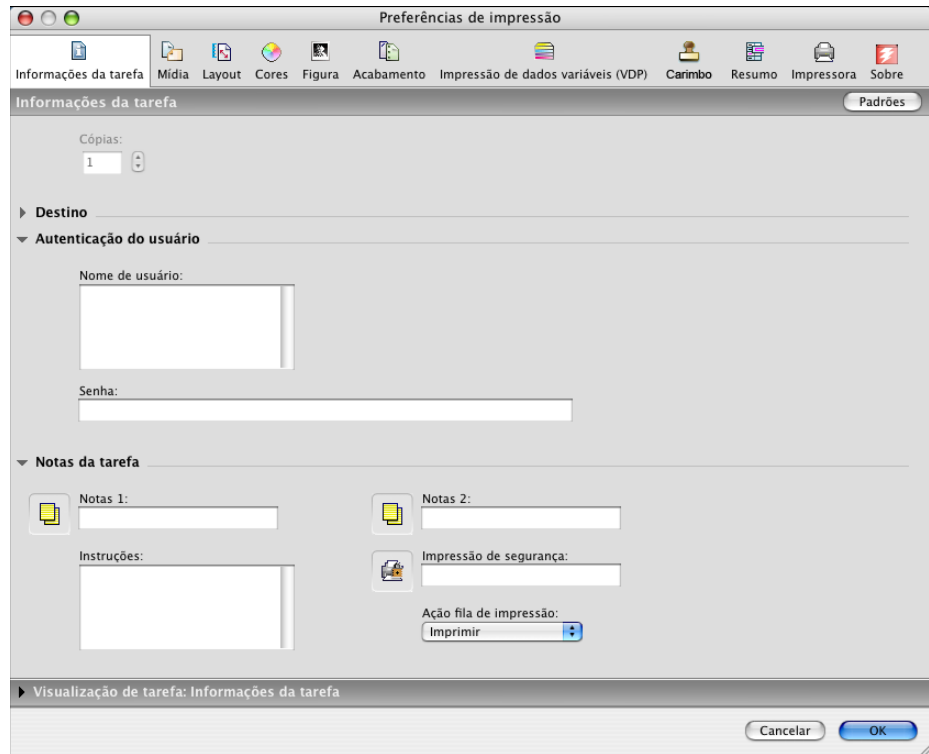 Preferências de impressão
Informações da tarefa Mídia Layout Cores Figura Acabamento Impressão de dados variáveis (VDP) Carimbo Resumo Impressora Sobre
Informações da tarefa Padrões
Cópias:
1
Destino
Autenticação do usuário
Nome de usuário:
Senha:
Notas da tarefa
Notas 1: Notas 2:
Instruções: Impressão de segurança:
Ação fila de impressão:
Imprimir
Visualização de tarefa: Informações da tarefa
Cancelar OK